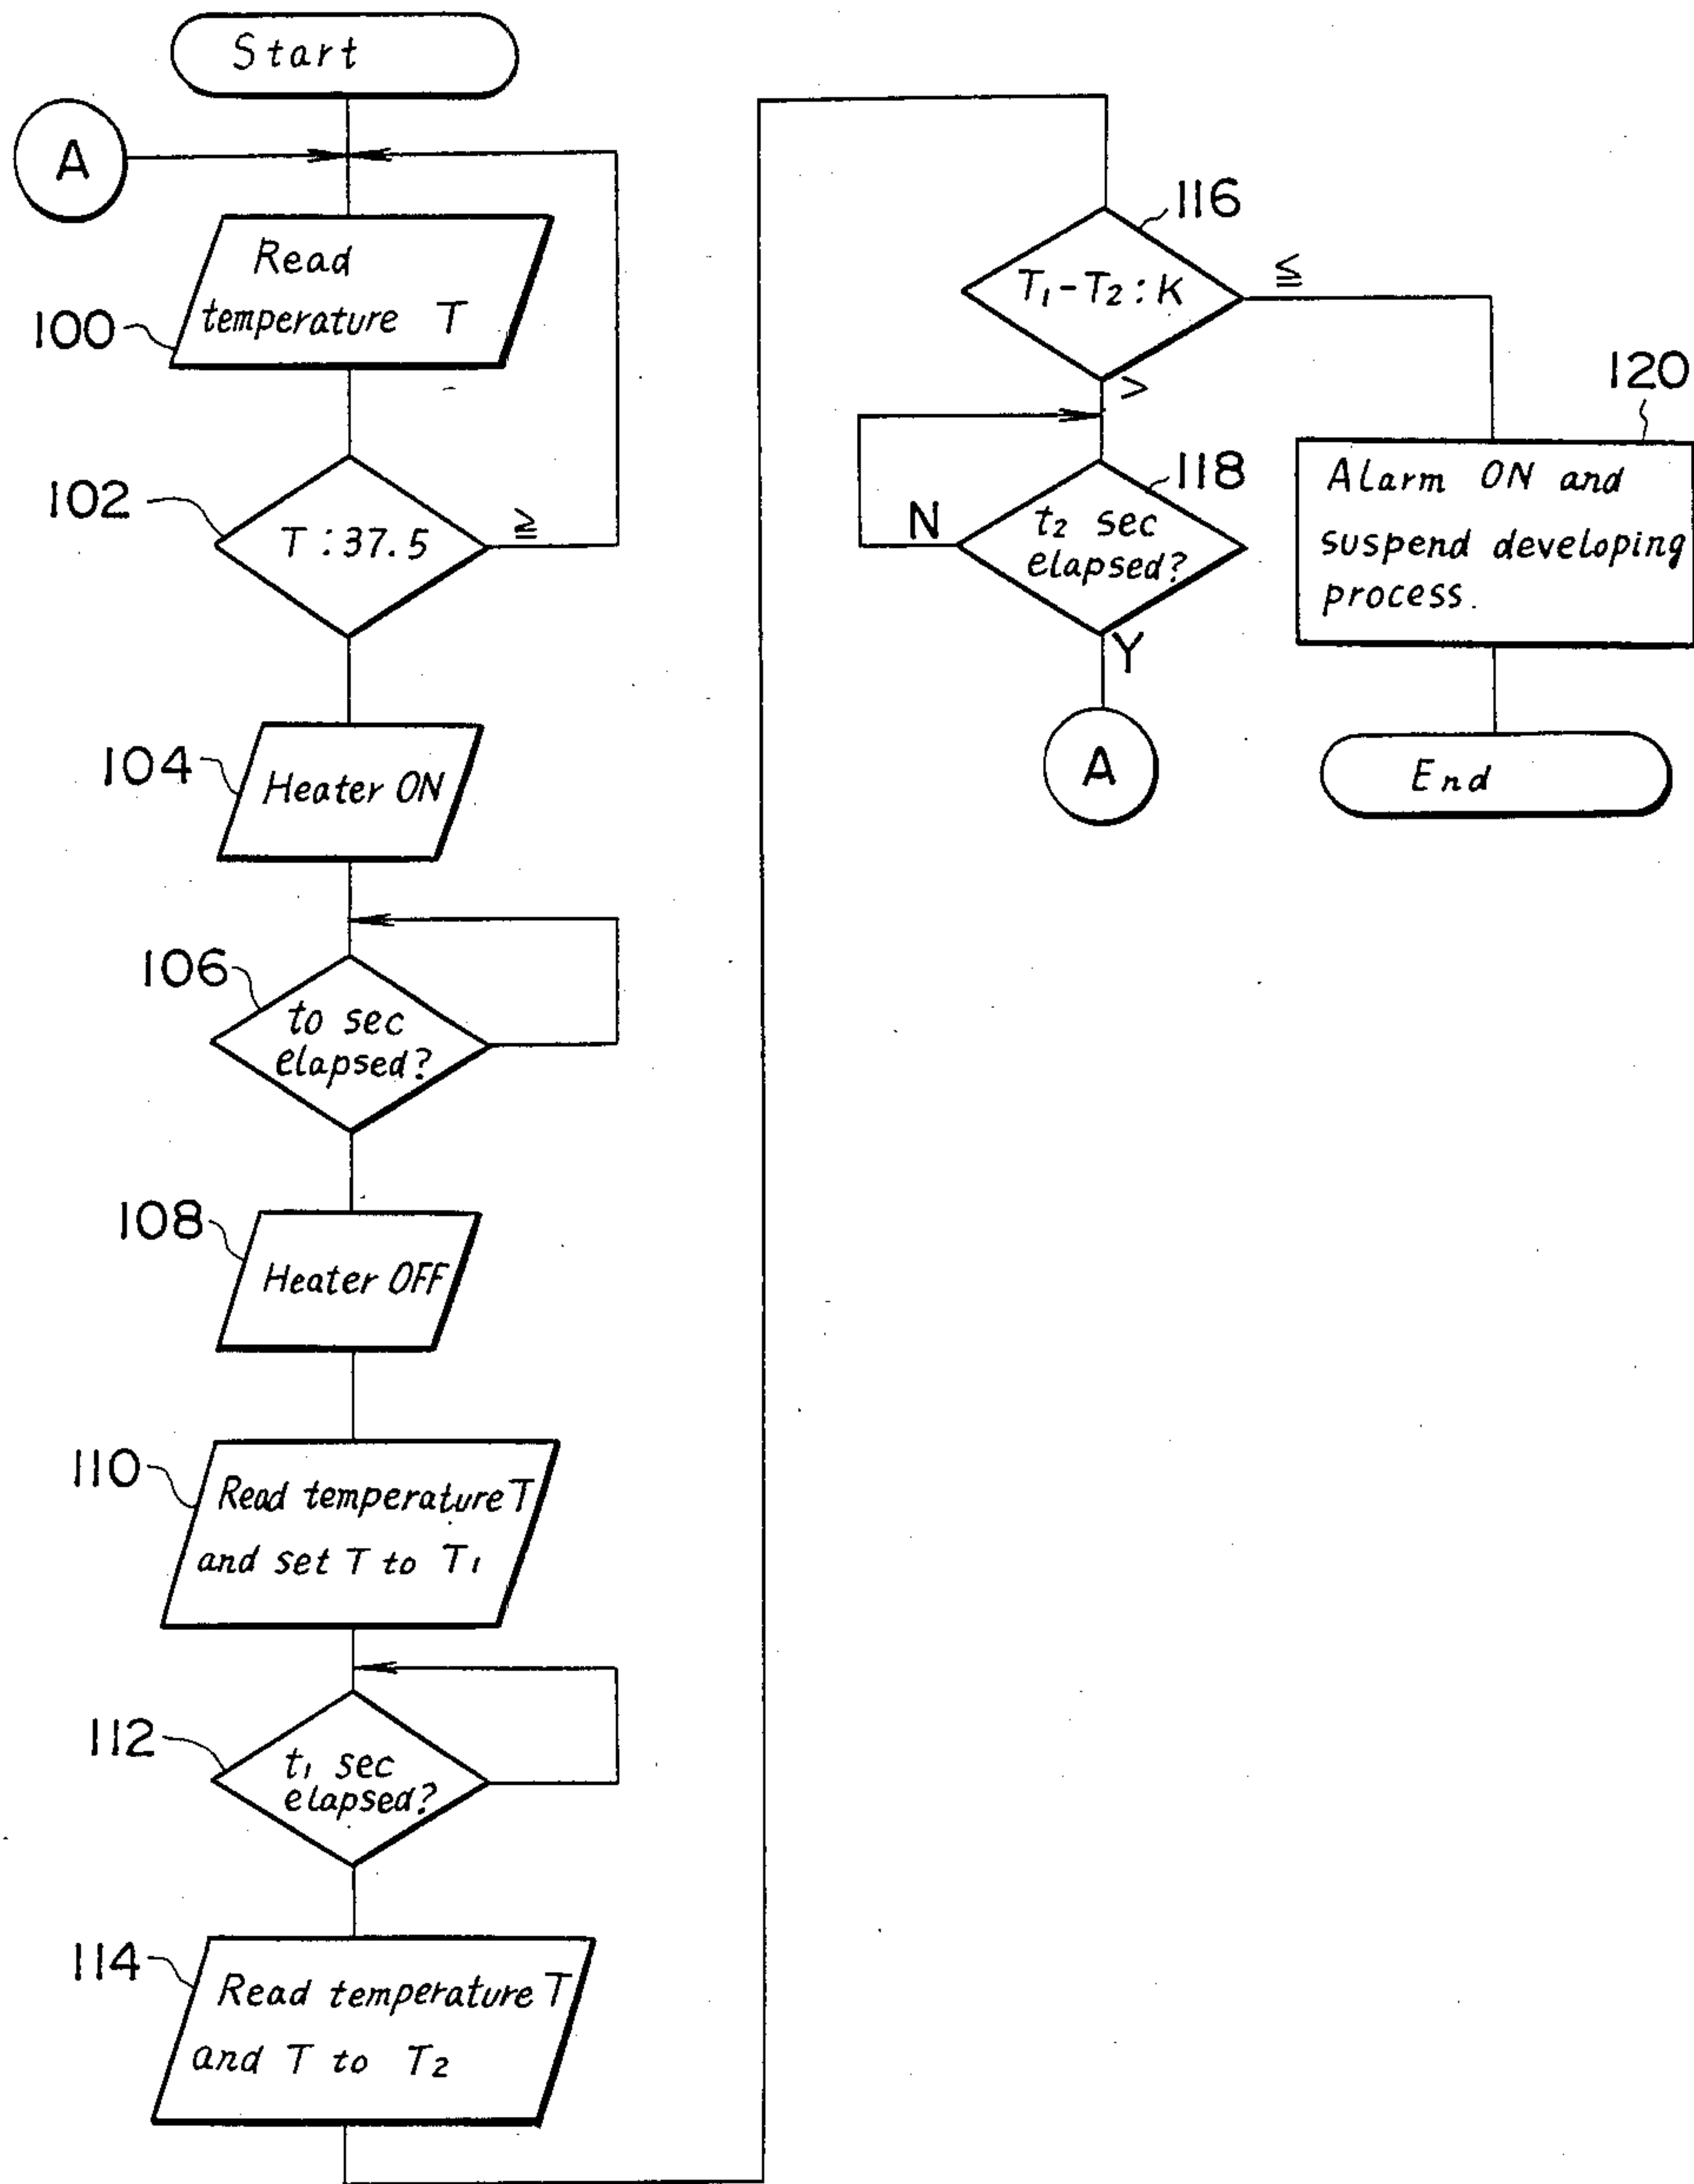 Start
A
Read
temperature T
100
102
T : 37.5
≧
104
Heater ON
106
to sec
elapsed?
108
Heater OFF
110
Read temperature T
and set T to T1
112
t1 sec
elapsed?
114
Read temperature T
and T to T2
116
T1-T2 : K
≦
>
118
t2 sec
elapsed?
N
Y
A
120
ALarm ON and
suspend developing
process.
End